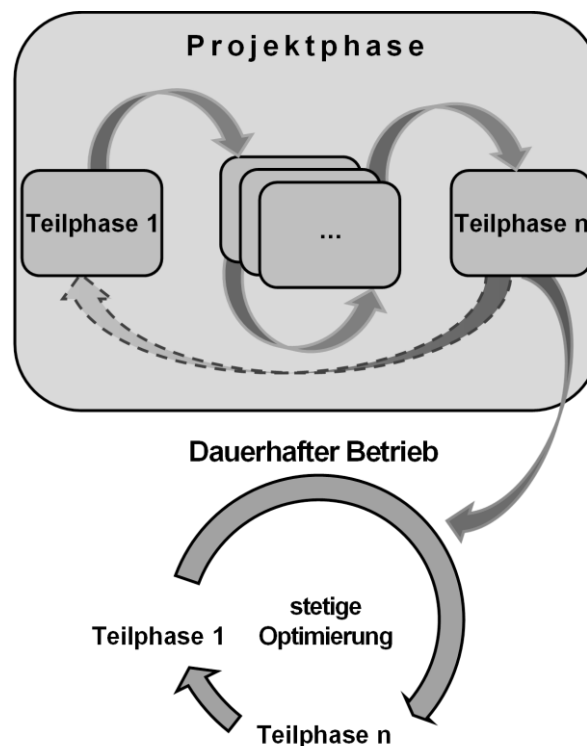 Projektphase
Teilphase 1
...
Teilphase n
Dauerhafter Betrieb
stetige
Optimierung
Teilphase 1
Teilphase n